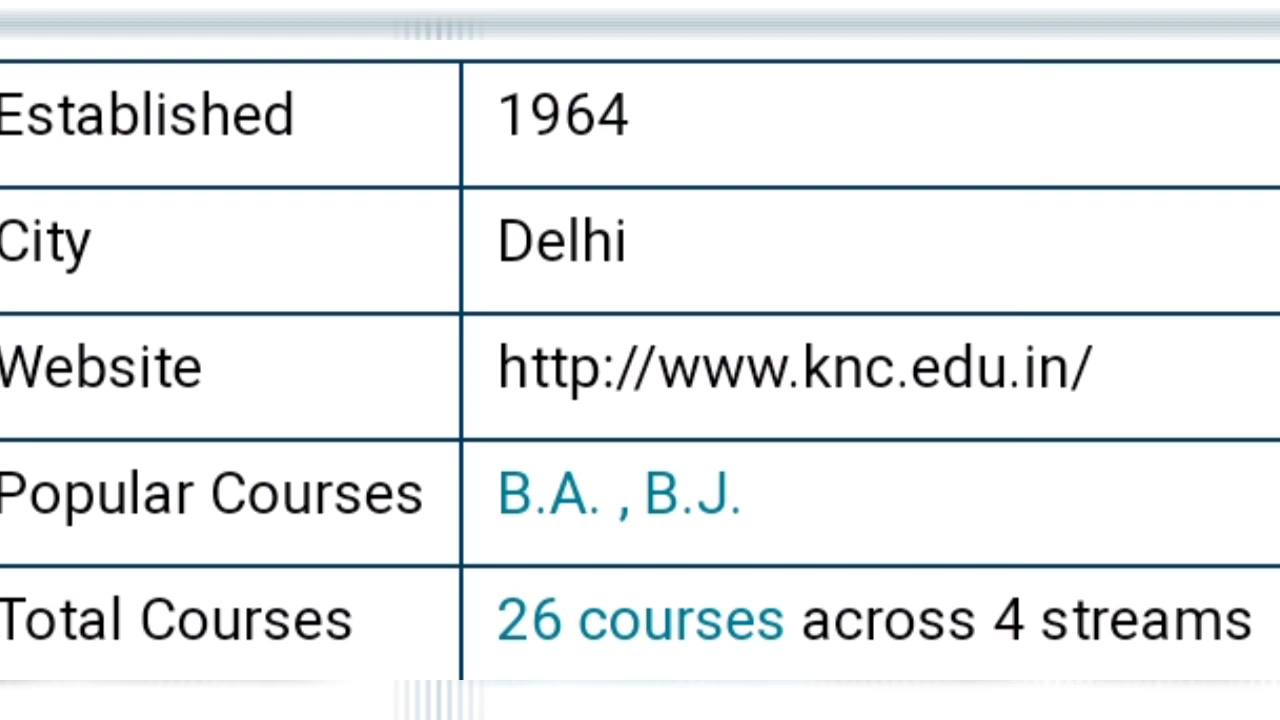 Established 1964
City Delhi
Website http://www.knc.edu.in/
Popular Courses B.A. , B.J.
Total Courses 26 courses across 4 streams